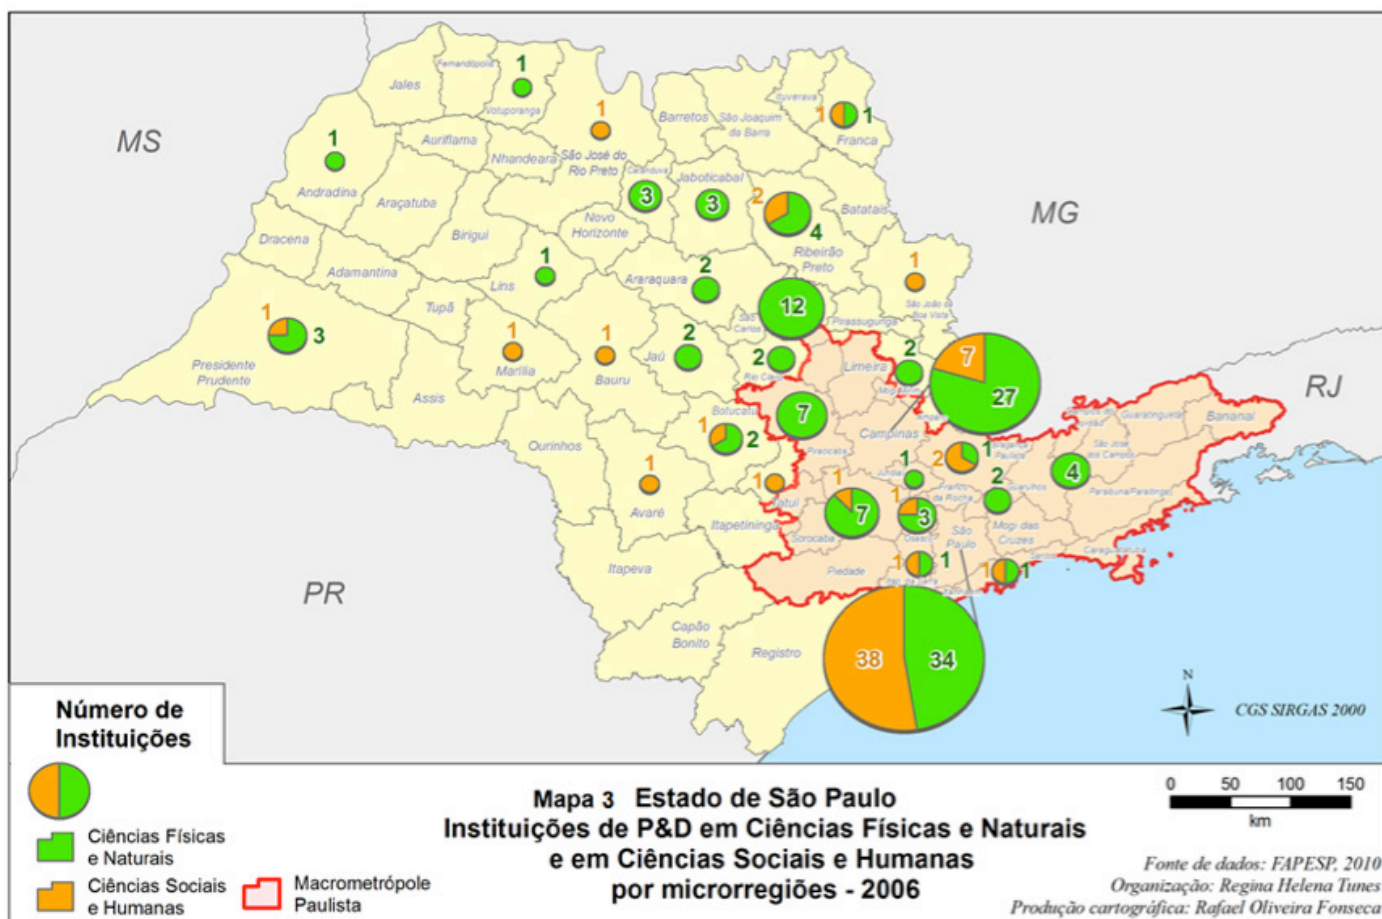 Jales
Fernandópolis
1
Votuporanga
1
São José do
Rio Preto
Barretos
São Joaquim
da Barra
Ituverava
1
1
Franca
MS
1
Andradina
Auriflama
Nhandeara
Catanduva
3
Jaboticabal
3
2
4
Ribeirão
Preto
Batatais
MG
Araçatuba
Birigui
Novo
Horizonte
Dracena
Adamantina
Tupã
1
Lins
2
Araraquara
12
São
Carlos
Pirassugunga
1
São João da
Boa Vista
1
3
Presidente
Prudente
1
Marília
1
Bauru
2
Jaú
2
Rio Claro
Limeira
2
Mogi Mirim
7
27
Amparo
Campinas
RJ
Assis
Ourinhos
Botucatu
1
2
7
Piracicaba
1
Jundiaí
2
1
Bragança
Paulista
Campos do
Jordão
Guaratinguetá
Bananal
São José
dos Campos
4
Paraibuna/Paraitinga
1
Avaré
1
Tatuí
Itapetininga
1
7
Sorocaba
1
3
Osasco
Franco
da Rocha
2
Guarulhos
São
Paulo
Mogi das
Cruzes
Caraguatatuba
Santos
Itapeva
Piedade
1
1
Itap. da Serra
1
1
PR
Capão
Bonito
Registro
38
34
N
CGS SIRGAS 2000
Número de
Instituições
Ciências Físicas
e Naturais
Ciências Sociais
e Humanas
Macrometrópole
Paulista
Mapa 3 Estado de São Paulo
Instituições de P&D em Ciências Físicas e Naturais
e em Ciências Sociais e Humanas
por microrregiões - 2006
0 50 100 150
km
Fonte de dados: FAPESP, 2010
Organização: Regina Helena Tunes
Produção cartográfica: Rafael Oliveira Fonseca